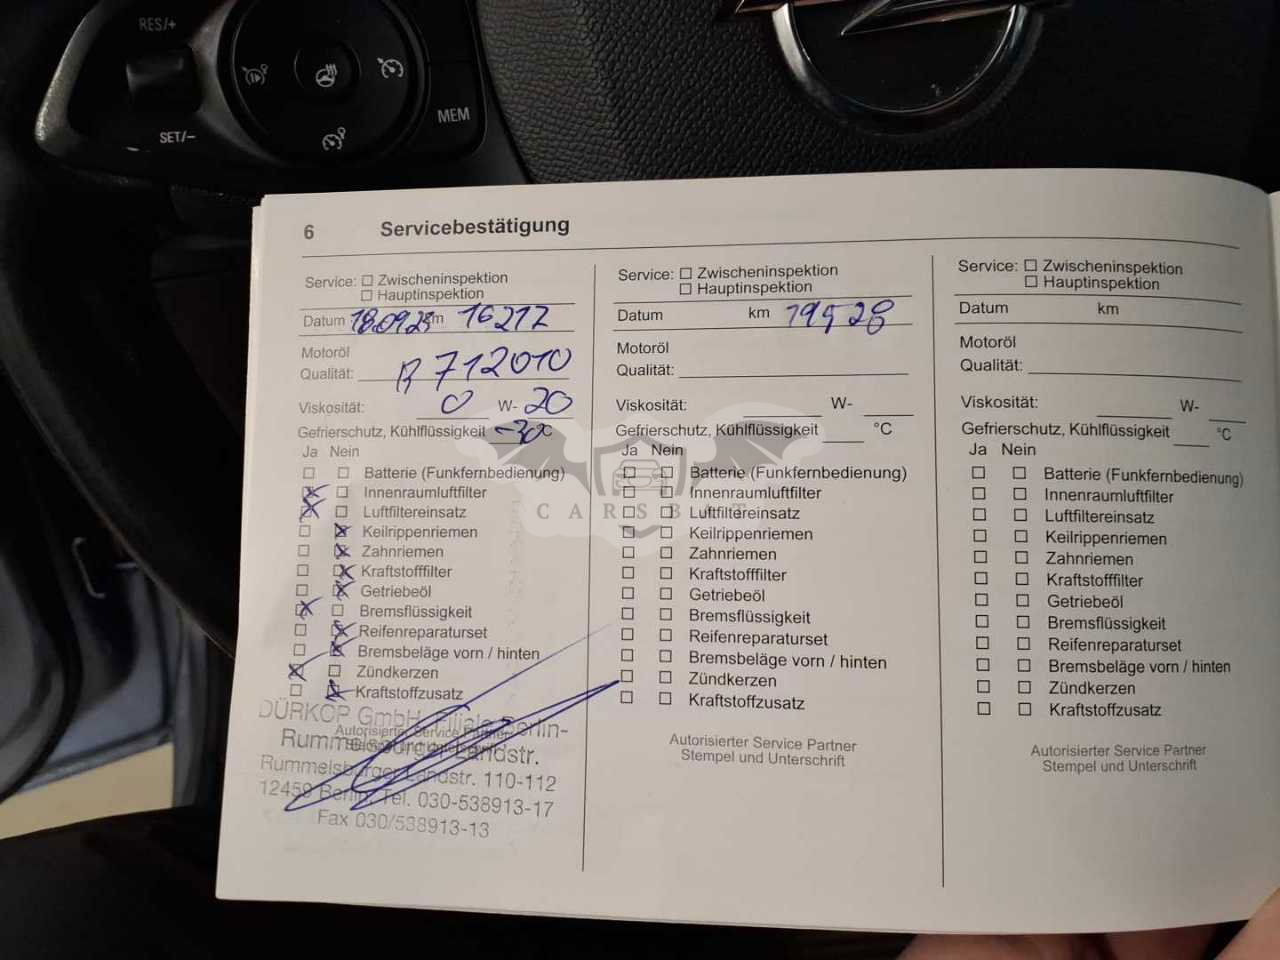 RES/+
SET/−
MEM
6 Servicebestätigung
Service: Zwischeninspektion
Hauptinspektion
Datum 18.09.23 km 16217
Motoröl
Qualität: B 712010
Viskosität: 0 W- 20
Gefrierschutz, Kühlflüssigkeit -30°C
Ja Nein
Batterie (Funkfernbedienung)
Innenraumluftfilter
Luftfiltereinsatz
Keilrippenriemen
Zahnriemen
Kraftstofffilter
Getriebeöl
Bremsflüssigkeit
Reifenreparaturset
Bremsbeläge vorn / hinten
Zündkerzen
Kraftstoffzusatz
Autorisierter Service Partner
DÜRKOP GmbH, Filiale Berlin-
Rummelsburger Landstr.
Rummelsburger Landstr. 110-112
12459 Berlin, Tel. 030-538913-17
Fax 030/538913-13
Service: Zwischeninspektion
Hauptinspektion
Datum km 19528
Motoröl
Qualität:
Viskosität: W-
Gefrierschutz, Kühlflüssigkeit °C
Ja Nein
Batterie (Funkfernbedienung)
Innenraumluftfilter
Luftfiltereinsatz
Keilrippenriemen
Zahnriemen
Kraftstofffilter
Getriebeöl
Bremsflüssigkeit
Reifenreparaturset
Bremsbeläge vorn / hinten
Zündkerzen
Kraftstoffzusatz
Autorisierter Service Partner
Stempel und Unterschrift
Service: Zwischeninspektion
Hauptinspektion
Datum km
Motoröl
Qualität:
Viskosität: W-
Gefrierschutz, Kühlflüssigkeit °C
Ja Nein
Batterie (Funkfernbedienung)
Innenraumluftfilter
Luftfiltereinsatz
Keilrippenriemen
Zahnriemen
Kraftstofffilter
Getriebeöl
Bremsflüssigkeit
Reifenreparaturset
Bremsbeläge vorn / hinten
Zündkerzen
Kraftstoffzusatz
Autorisierter Service Partner
Stempel und Unterschrift